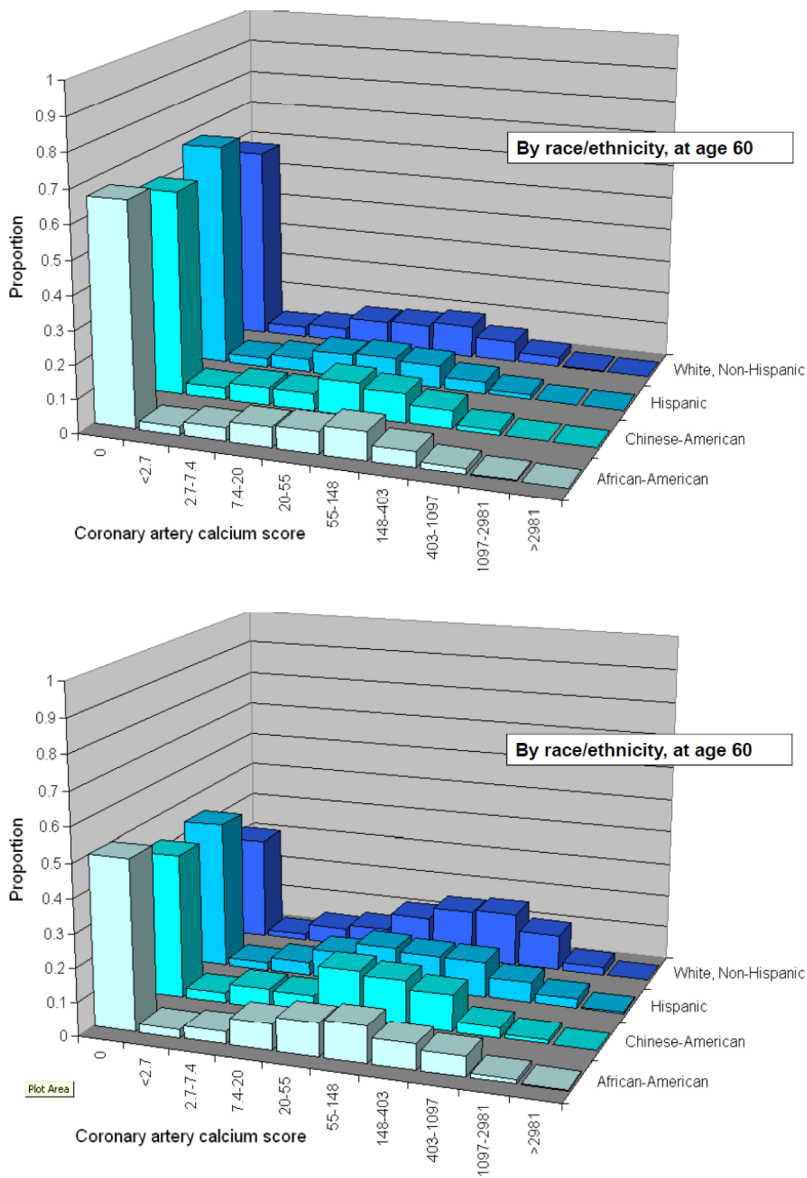 1
0.9
0.8
0.7
0.6
0.5
0.4
0.3
0.2
0.1
0
Proportion
By race/ethnicity, at age 60
White, Non-Hispanic
Hispanic
Chinese-American
African-American
0
<2.7
2.7-7.4
7.4-20
20-55
55-148
148-403
403-1097
1097-2981
>2981
Coronary artery calcium score
1
0.9
0.8
0.7
0.6
0.5
0.4
0.3
0.2
0.1
0
Proportion
By race/ethnicity, at age 60
White, Non-Hispanic
Hispanic
Chinese-American
African-American
0
<2.7
2.7-7.4
7.4-20
20-55
55-148
148-403
403-1097
1097-2981
>2981
Plot Area
Coronary artery calcium score